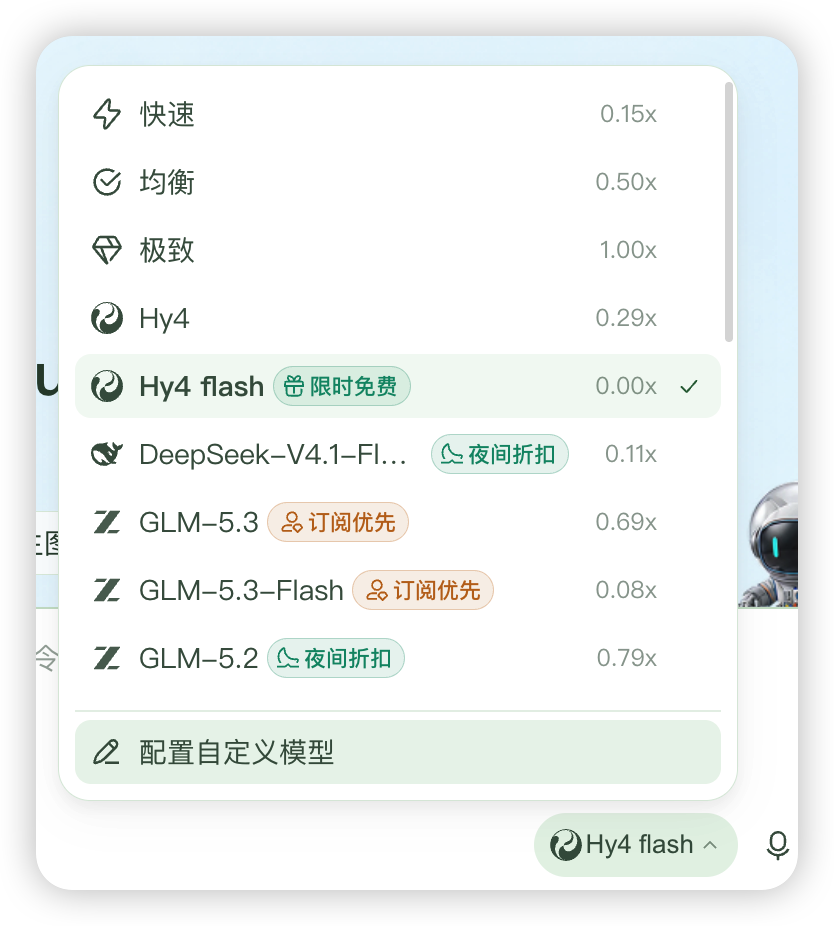 快速 0.15x
均衡 0.50x
极致 1.00x
Hy4 0.29x
Hy4 flash 限时免费 0.00x
DeepSeek-V4.1-Fl... 夜间折扣 0.11x
GLM-5.3 订阅优先 0.69x
GLM-5.3-Flash 订阅优先 0.08x
GLM-5.2 夜间折扣 0.79x
令
配置自定义模型
Hy4 flash